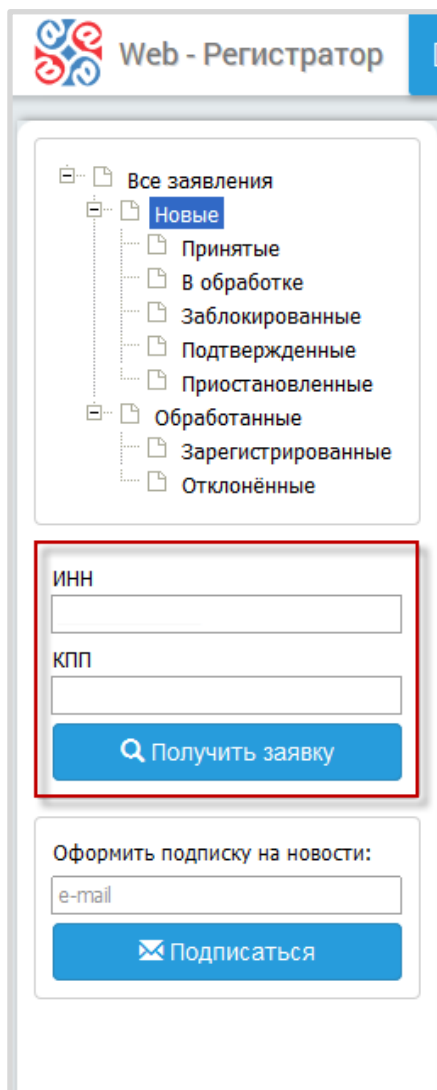 Web - Регистратор
Все заявления
Новые
Принятые
В обработке
Заблокированные
Подтвержденные
Приостановленные
Обработанные
Зарегистрированные
Отклонённые
ИНН
КПП
Получить заявку
Оформить подписку на новости:
e-mail
Подписаться